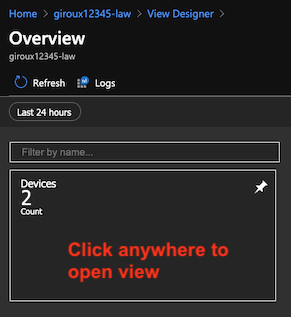 Home > giroux12345-law > View Designer >
Overview
giroux12345-law
Refresh Logs
Last 24 hours
Filter by name...
Devices
2
Count
Click anywhere to
open view